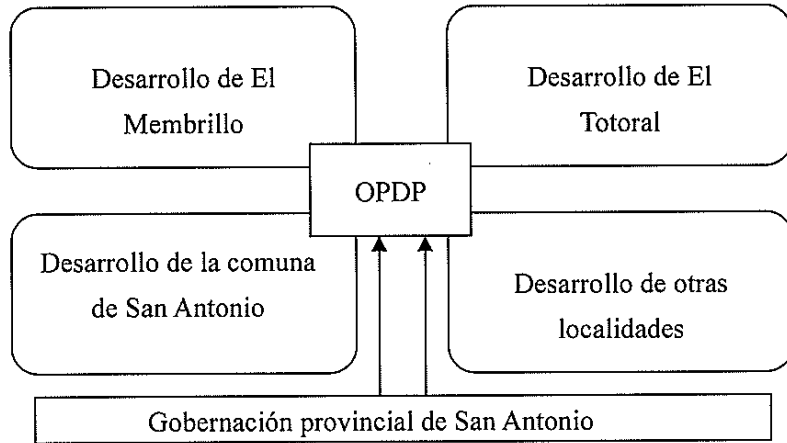 Desarrollo de El
Membrillo
Desarrollo de El
Totoral
OPDP
Desarrollo de la comuna
de San Antonio
Desarrollo de otras
localidades
Gobernación provincial de San Antonio